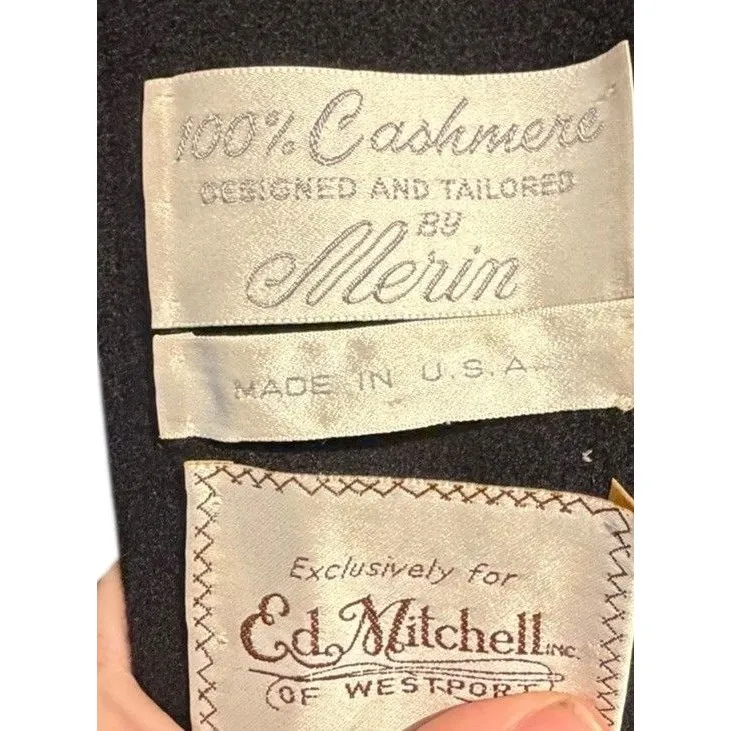 100% Cashmere
DESIGNED AND TAILORED
BY
Merin
MADE IN U.S.A.
Exclusively for
Ed. Mitchell INC.
OF WESTPORT